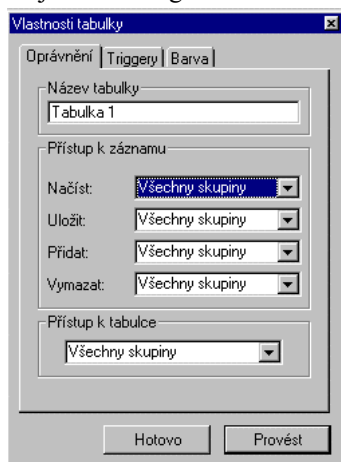 Vlastnosti tabulky
Oprávnění Triggery Barva
Název tabulky
Tabulka 1
Přístup k záznamu
Načíst: Všechny skupiny
Uložit: Všechny skupiny
Přidat: Všechny skupiny
Vymazat: Všechny skupiny
Přístup k tabulce
Všechny skupiny
Hotovo Provést